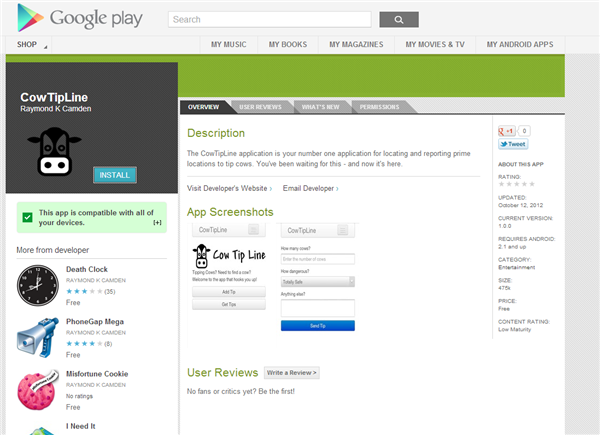 Google play
Search
SHOP
MY MUSIC
MY BOOKS
MY MAGAZINES
MY MOVIES & TV
MY ANDROID APPS
CowTipLine
Raymond K Camden
INSTALL
This app is compatible with all of
your devices.
[+]
More from developer
Death Clock
RAYMOND K CAMDEN
(35)
Free
PhoneGap Mega
RAYMOND K CAMDEN
(8)
Free
Misfortune Cookie
RAYMOND K CAMDEN
No ratings
Free
I Need It
OVERVIEW
USER REVIEWS
WHAT'S NEW
PERMISSIONS
Description
The CowTipLine application is your number one application for locating and reporting prime
locations to tip cows. You've been waiting for this - and now it's here.
Visit Developer's Website ›
Email Developer ›
App Screenshots
CowTipLine
Cow Tip Line
Tipping Cows? Need to find a cow?
Welcome to the app that hooks you up!
Add Tip
Get Tips
CowTipLine
How many cows?
Enter the number of cows
How dangerous?
Totally Safe
Anything else?
Send Tip
User Reviews
Write a Review >
No fans or critics yet? Be the first!
+1
0
Tweet
ABOUT THIS APP
RATING:
UPDATED:
October 12, 2012
CURRENT VERSION:
1.0.0
REQUIRES ANDROID:
2.1 and up
CATEGORY:
Entertainment
SIZE:
475k
PRICE:
Free
CONTENT RATING:
Low Maturity